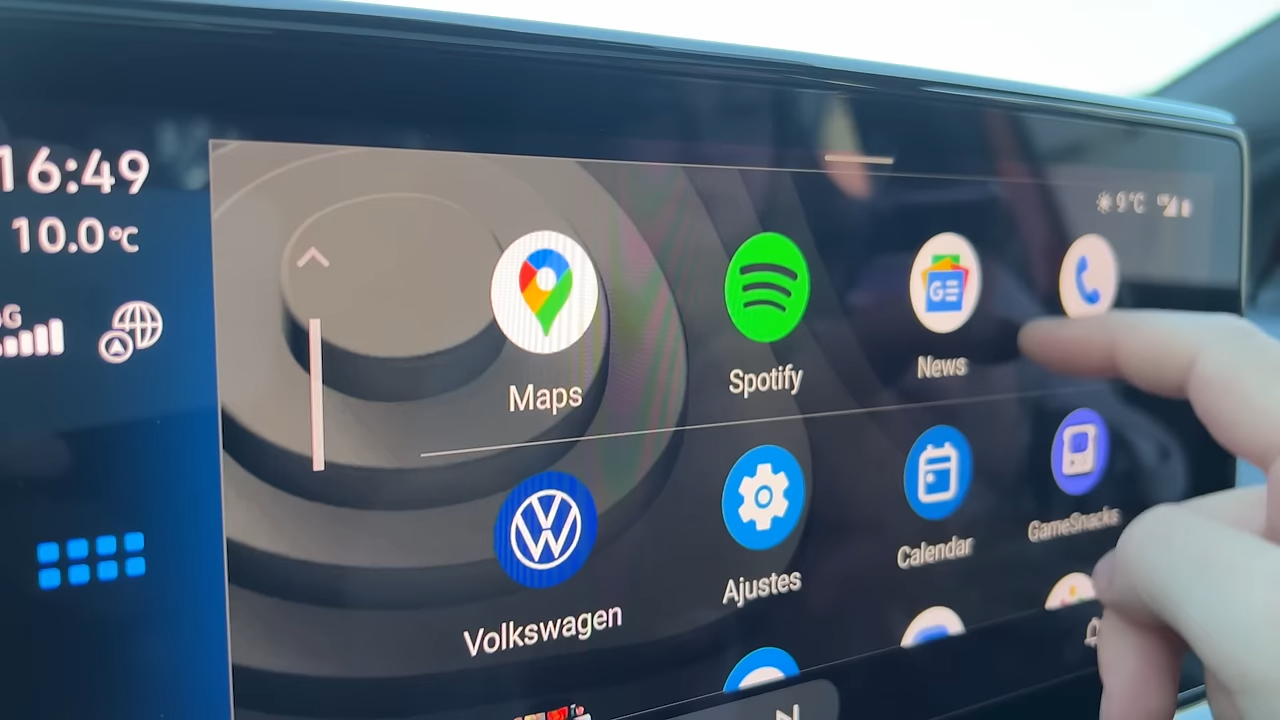 16:49
10.0°C
9°C
Maps
Spotify
News
Volkswagen
Ajustes
Calendar
GameSnacks